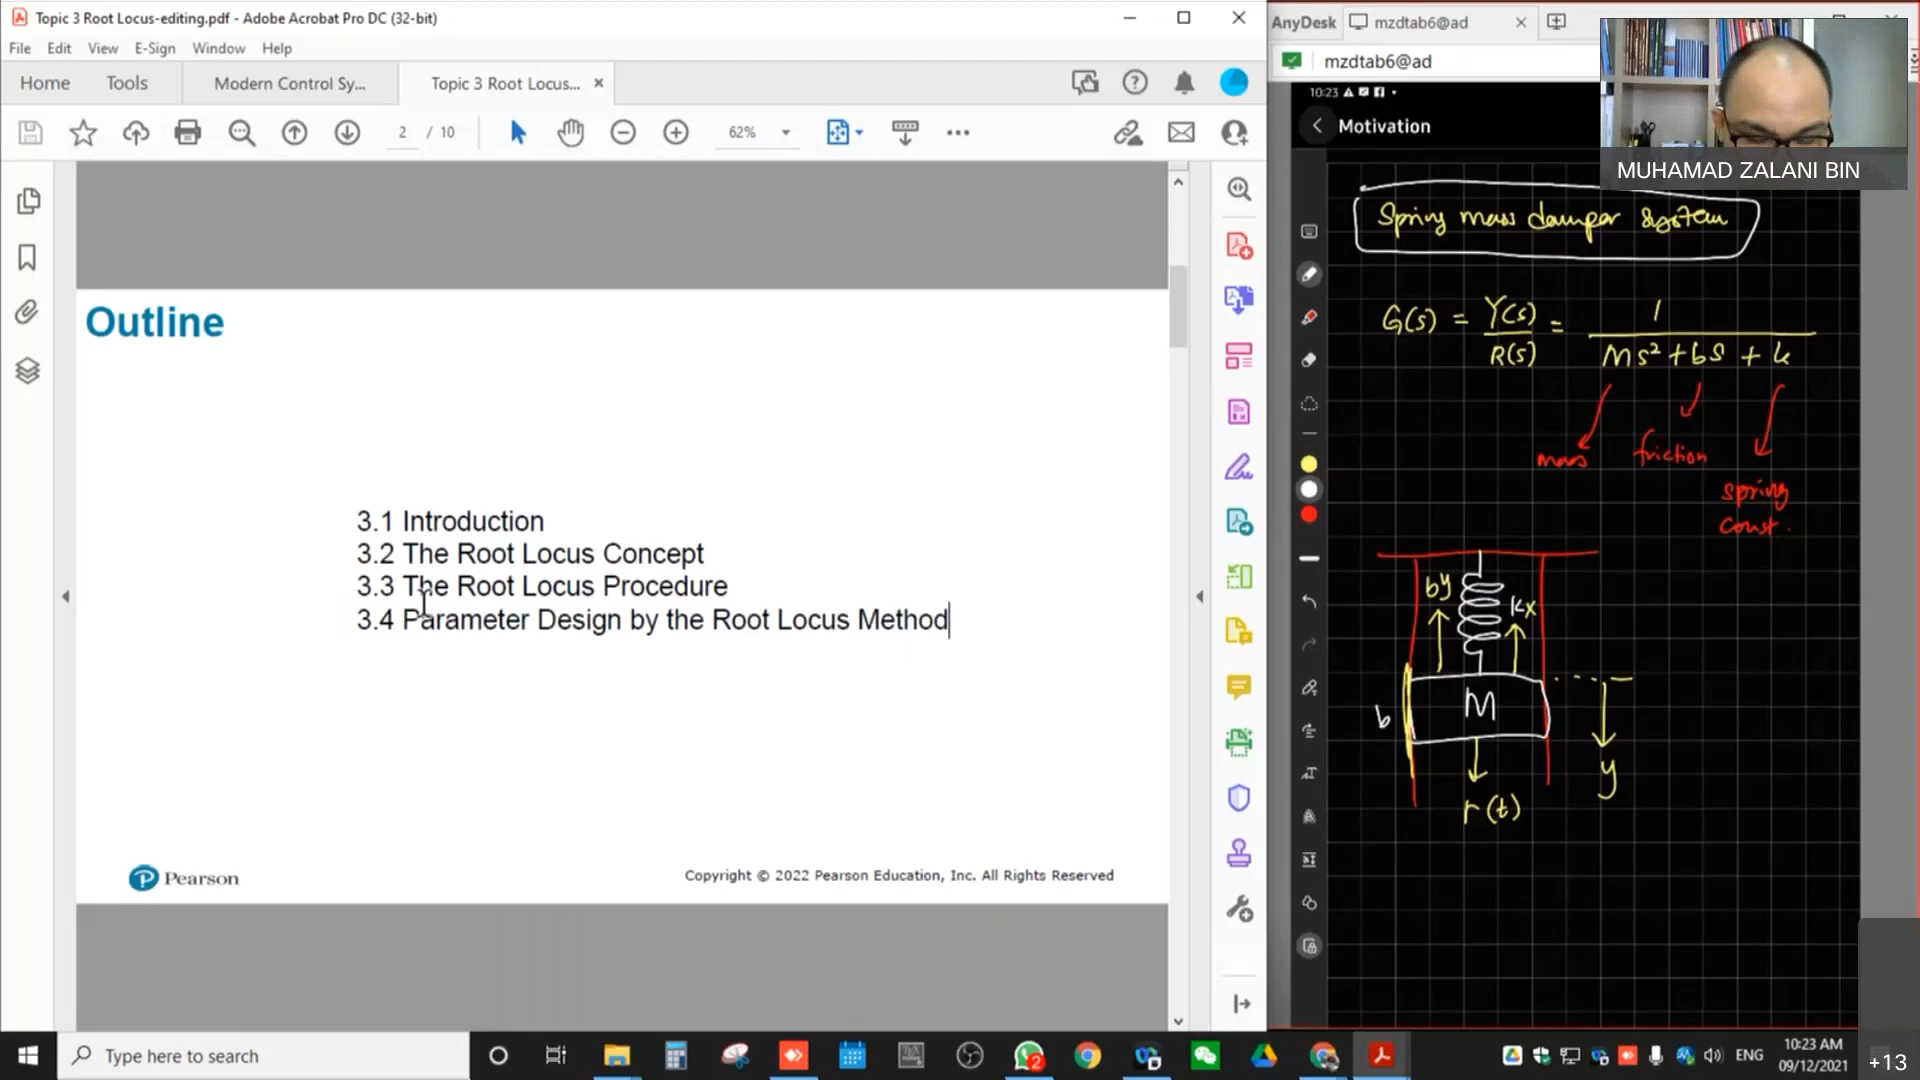 Topic 3 Root Locus-editing.pdf - Adobe Acrobat Pro DC (32-bit)
File Edit View E-Sign Window Help
Home Tools Modern Control Sy... Topic 3 Root Locus...
2 / 10 62%
Outline
3.1 Introduction
3.2 The Root Locus Concept
3.3 The Root Locus Procedure
3.4 Parameter Design by the Root Locus Method
Pearson
Copyright © 2022 Pearson Education, Inc. All Rights Reserved
AnyDesk mzdtab6@ad
mzdtab6@ad
10:23
Motivation
MUHAMAD ZALANI BIN
Spring mass damper system
G(s) = Y(s)/R(s) = 1/(Ms² + bs + k)
mass friction
spring
const.
by kx
b M
y
r(t)
Type here to search
2
ENG
10:23 AM
09/12/2021
+13